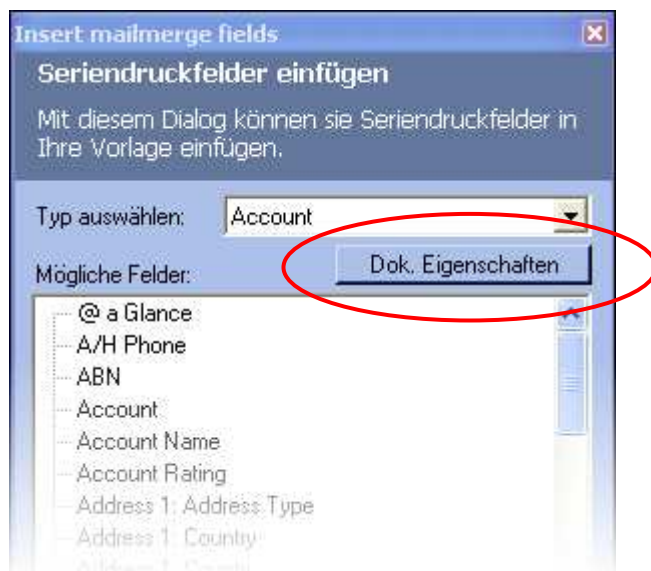 Insert mailmerge fields
Seriendruckfelder einfügen
Mit diesem Dialog können sie Seriendruckfelder in
Ihre Vorlage einfügen.
Typ auswählen: Account
Dok. Eigenschaften
Mögliche Felder:
@ a Glance
A/H Phone
ABN
Account
Account Name
Account Rating
Address 1: Address Type
Address 1: Country